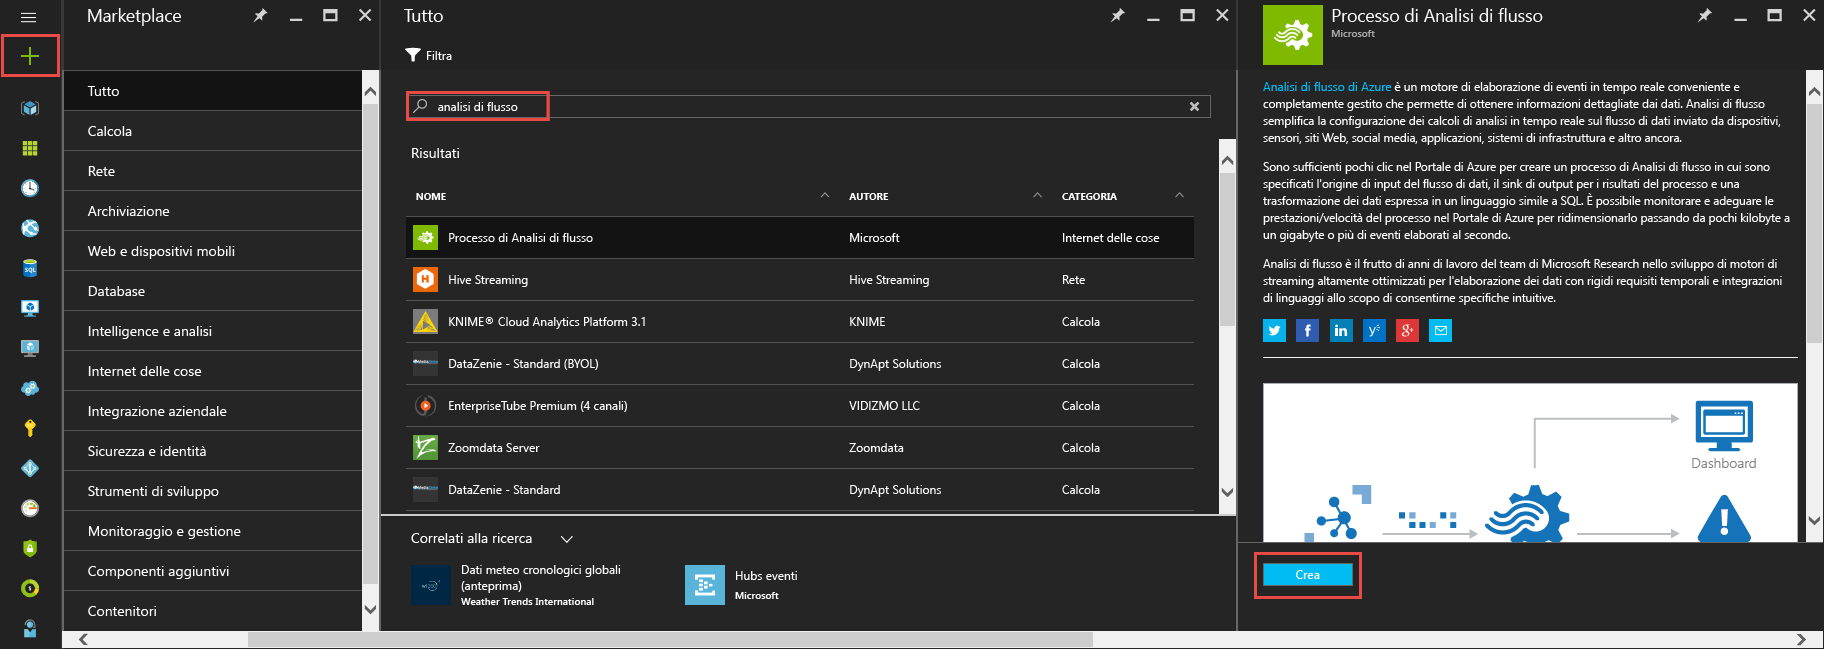 Marketplace
Tutto
Calcola
Rete
Archiviazione
Web e dispositivi mobili
Database
Intelligence e analisi
Internet delle cose
Integrazione aziendale
Sicurezza e identità
Strumenti di sviluppo
Monitoraggio e gestione
Componenti aggiuntivi
Contenitori
Tutto
Filtra
analisi di flusso
Risultati
NOME AUTORE CATEGORIA
Processo di Analisi di flusso Microsoft Internet delle cose
Hive Streaming Hive Streaming Rete
KNIME® Cloud Analytics Platform 3.1 KNIME Calcola
DataZenie - Standard (BYOL) DynApt Solutions Calcola
EnterpriseTube Premium (4 canali) VIDIZMO LLC Calcola
Zoomdata Server Zoomdata Calcola
DataZenie - Standard DynApt Solutions Calcola
Correlati alla ricerca
Dati meteo cronologici globali
(anteprima)
Weather Trends International
Hubs eventi
Microsoft
Processo di Analisi di flusso
Microsoft
Analisi di flusso di Azure è un motore di elaborazione di eventi in tempo reale conveniente e
completamente gestito che permette di ottenere informazioni dettagliate dai dati. Analisi di flusso
semplifica la configurazione dei calcoli di analisi in tempo reale sul flusso di dati inviato da dispositivi,
sensori, siti Web, social media, applicazioni, sistemi di infrastruttura e altro ancora.
Sono sufficienti pochi clic nel Portale di Azure per creare un processo di Analisi di flusso in cui sono
specificati l'origine di input del flusso di dati, il sink di output per i risultati del processo e una
trasformazione dei dati espressa in un linguaggio simile a SQL. È possibile monitorare e adeguare le
prestazioni/velocità del processo nel Portale di Azure per ridimensionarlo passando da pochi kilobyte a
un gigabyte o più di eventi elaborati al secondo.
Analisi di flusso è il frutto di anni di lavoro del team di Microsoft Research nello sviluppo di motori di
streaming altamente ottimizzati per l'elaborazione dei dati con rigidi requisiti temporali e integrazioni
di linguaggi allo scopo di consentirne specifiche intuitive.
Dashboard
Crea